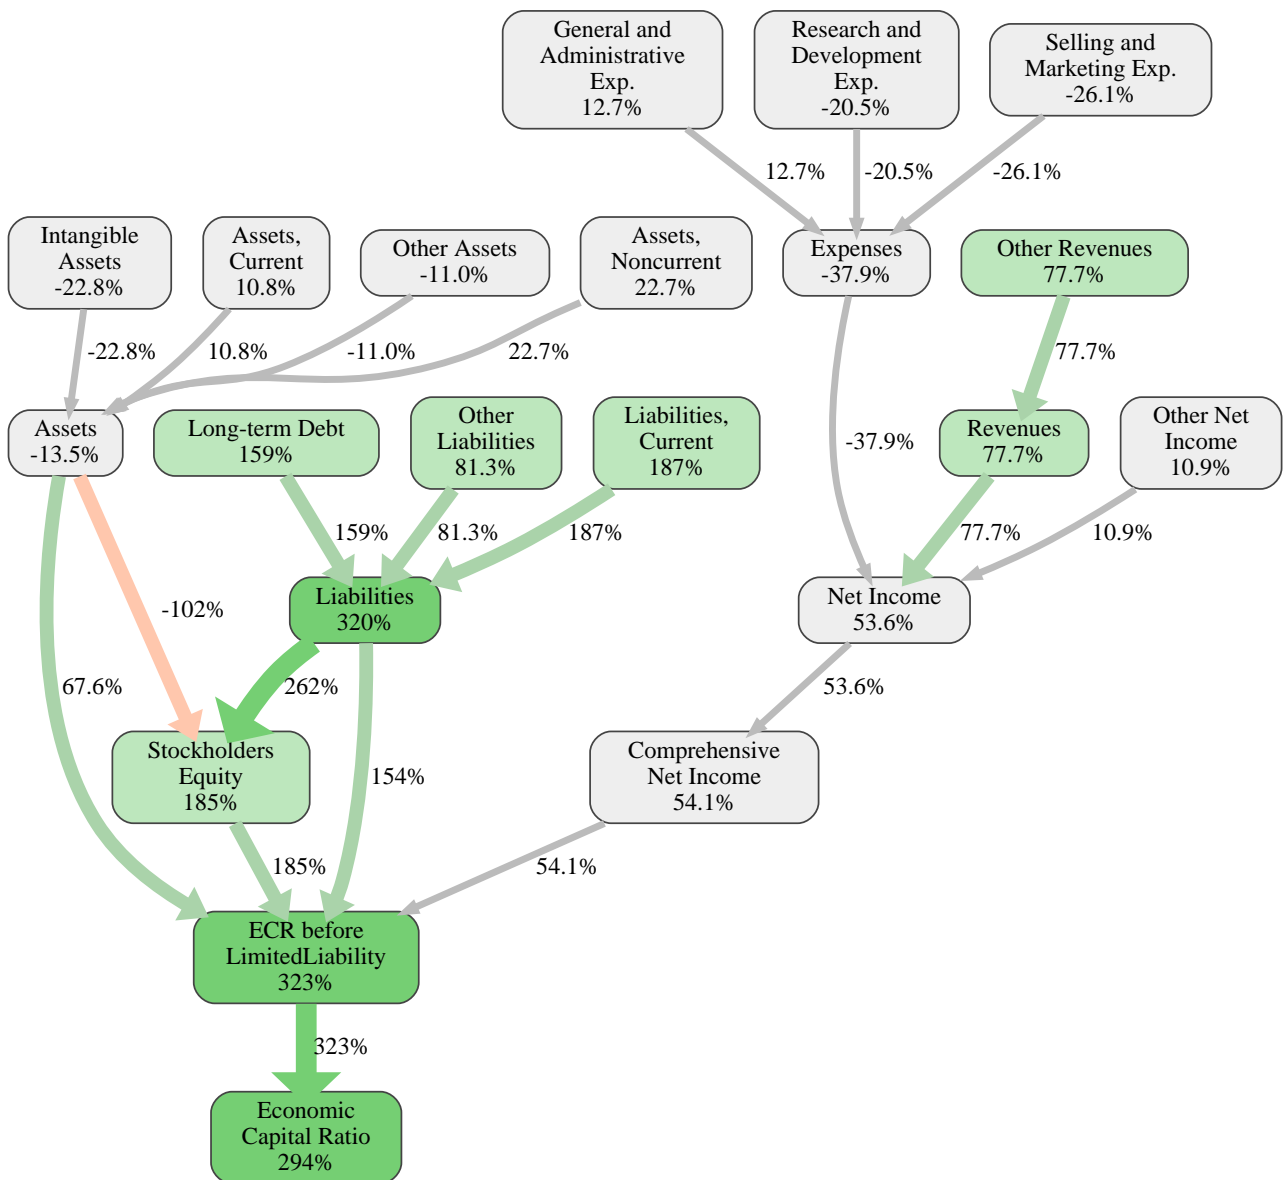 General and
Administrative
Exp.
12.7%
Research and
Development
Exp.
-20.5%
Selling and
Marketing Exp.
-26.1%
12.7%
-20.5%
-26.1%
Intangible
Assets
-22.8%
Assets,
Current
10.8%
Other Assets
-11.0%
Assets,
Noncurrent
22.7%
Expenses
-37.9%
Other Revenues
77.7%
-22.8%
10.8%
-11.0%
22.7%
77.7%
Assets
-13.5%
Long-term Debt
159%
Other
Liabilities
81.3%
Liabilities,
Current
187%
-37.9%
Revenues
77.7%
Other Net
Income
10.9%
159%
81.3%
187%
77.7%
10.9%
-102%
Liabilities
320%
Net Income
53.6%
67.6%
262%
53.6%
Stockholders
Equity
185%
154%
Comprehensive
Net Income
54.1%
185%
54.1%
ECR before
LimitedLiability
323%
323%
Economic
Capital Ratio
294%